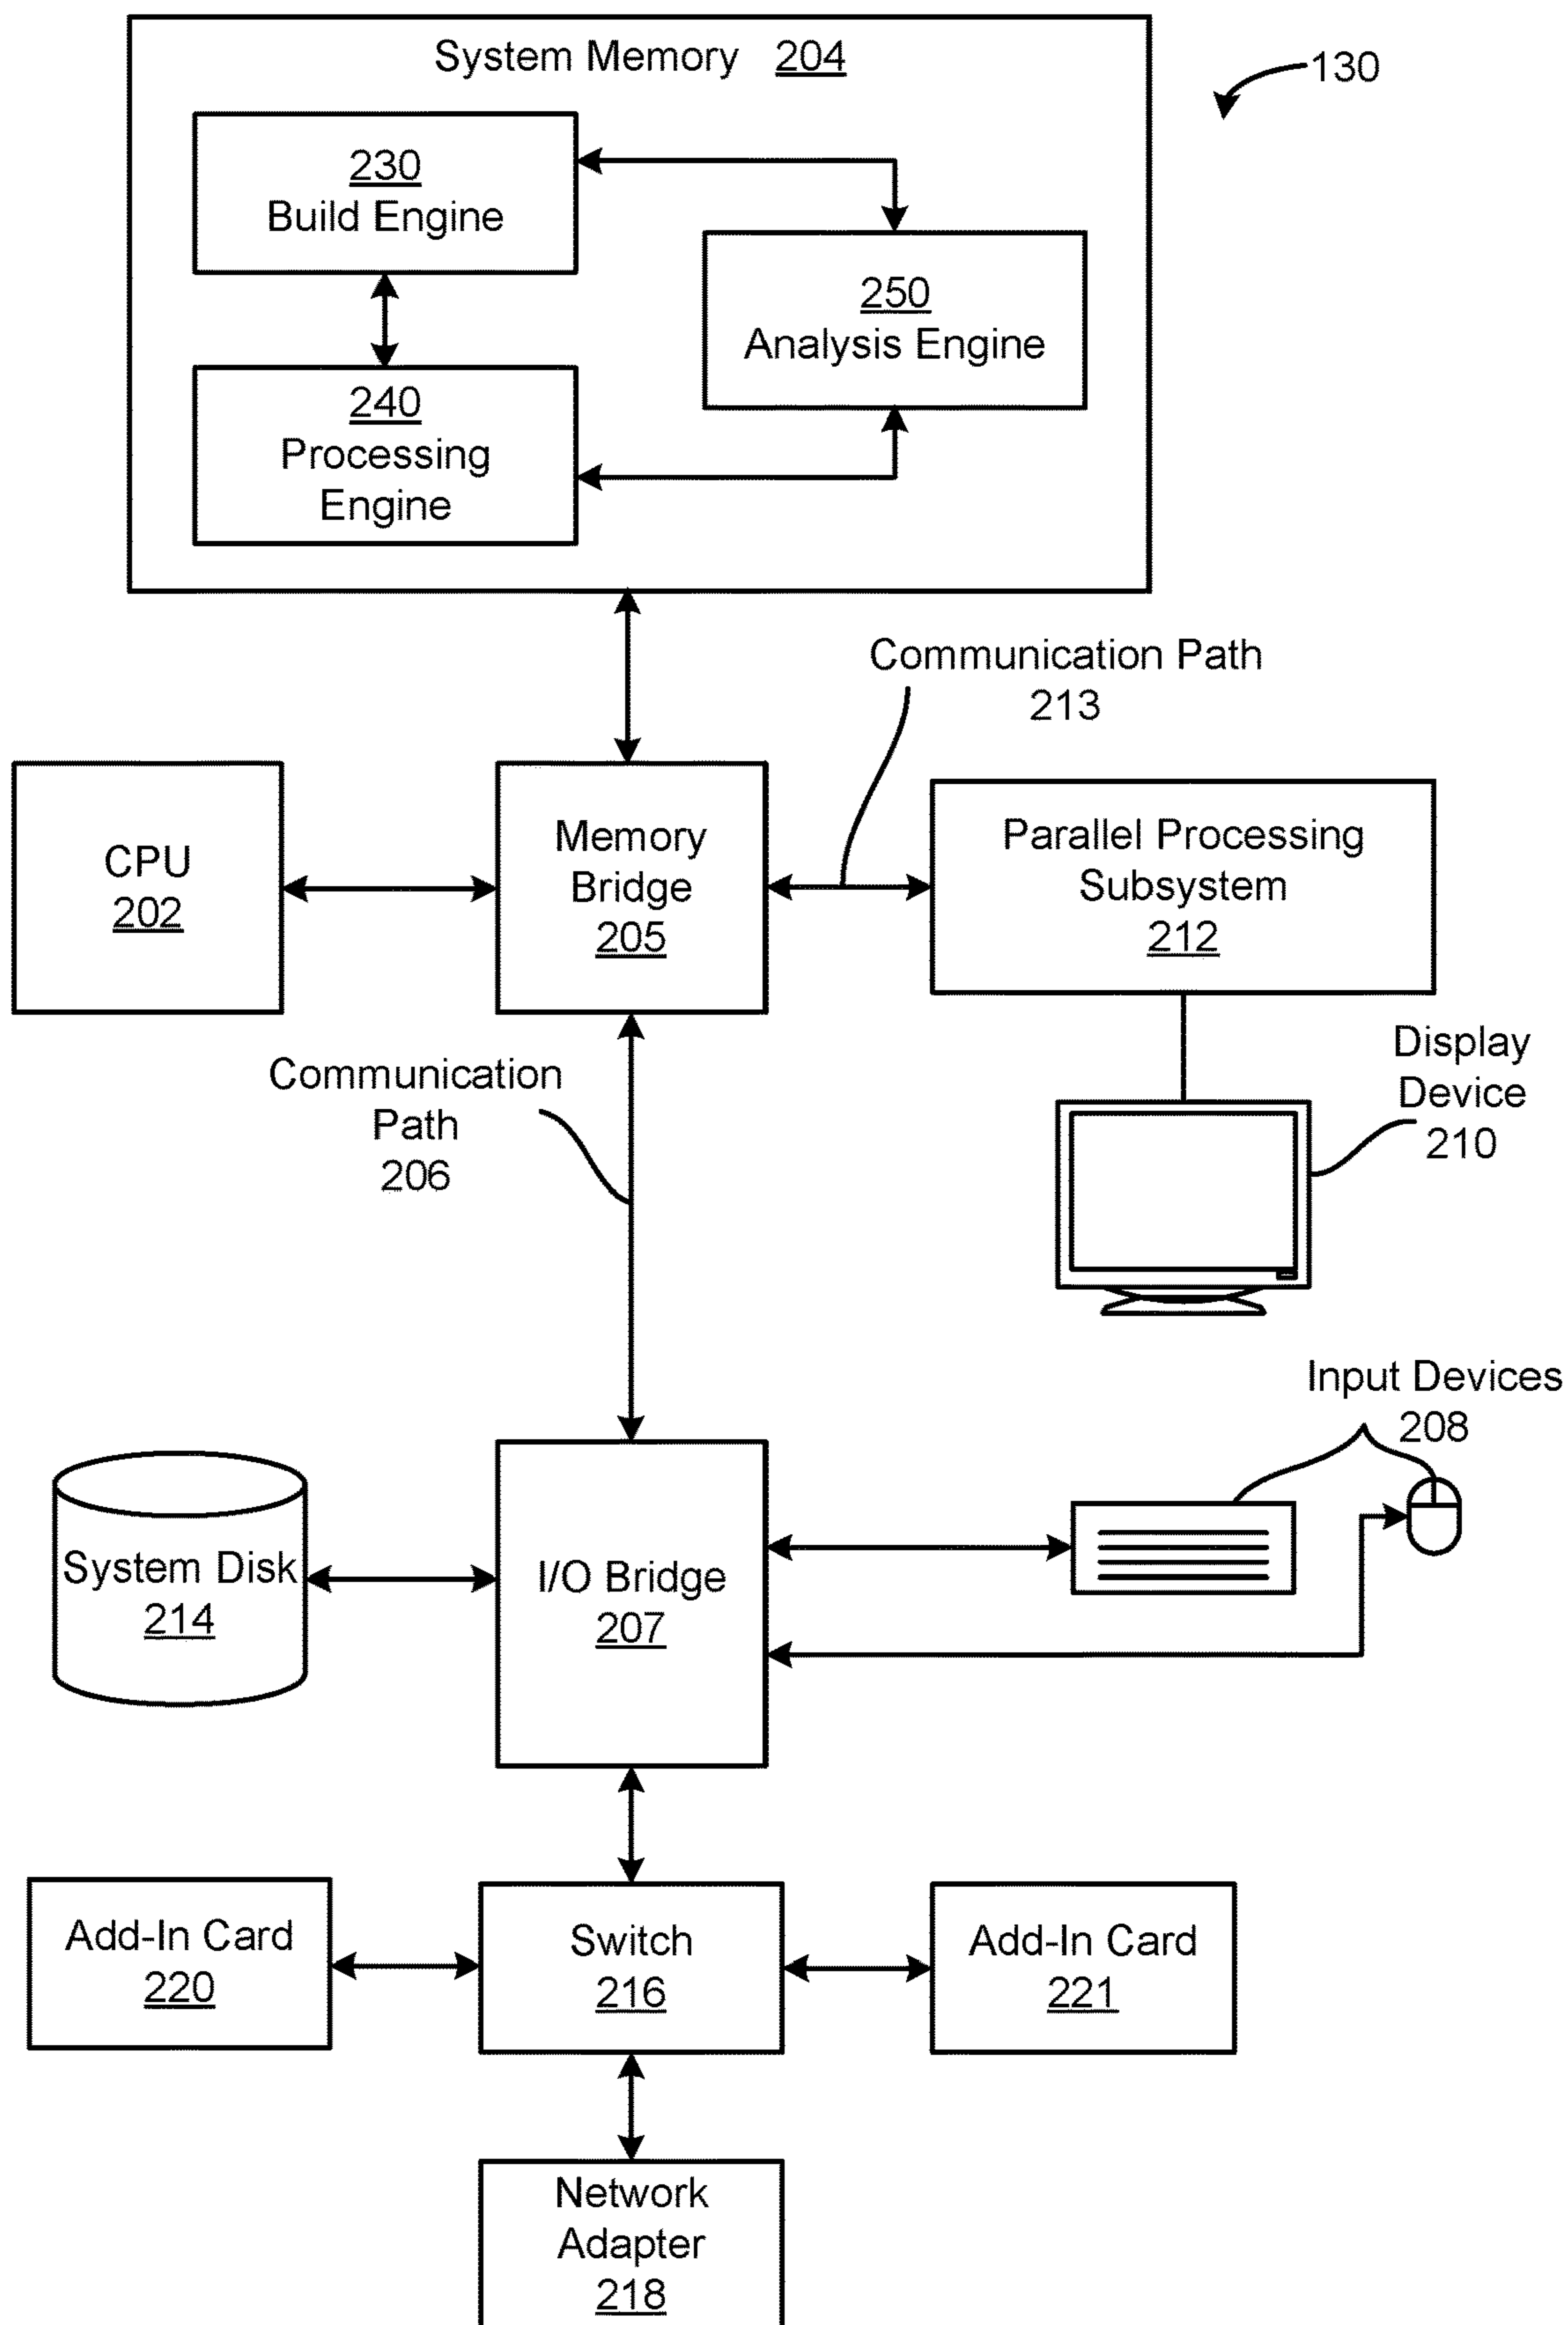 System Memory 204
130
230
Build Engine
250
Analysis Engine
240
Processing
Engine
Communication Path
213
CPU
202
Memory
Bridge
205
Parallel Processing
Subsystem
212
Communication
Path
206
Display
Device
210
Input Devices
208
System Disk
214
I/O Bridge
207
Add-In Card
220
Switch
216
Add-In Card
221
Network
Adapter
218